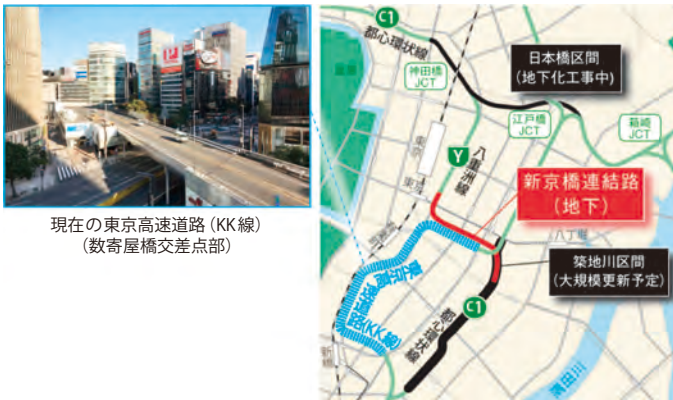 現在の東京高速道路(KK線)
(数寄屋橋交差点部)
C1
都心環状線
神田橋
JCT
日本橋区間
(地下化工事中)
江戸橋
JCT
箱崎
JCT
東京
Y
八重洲線
新京橋連結路
(地下)
八丁堀
築地川区間
(大規模更新予定)
東京高速道路(KK線)
C1
都心環状線
新橋
隅田川